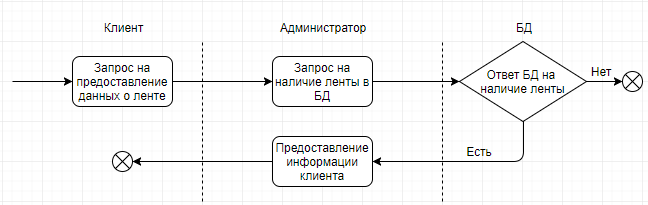 Клиент
Администратор
БД
Запрос на
предоставление
данных о ленте
Запрос на
наличие ленты в
БД
Ответ БД на
наличие ленты
Нет
Предоставление
информации
клиента
Есть